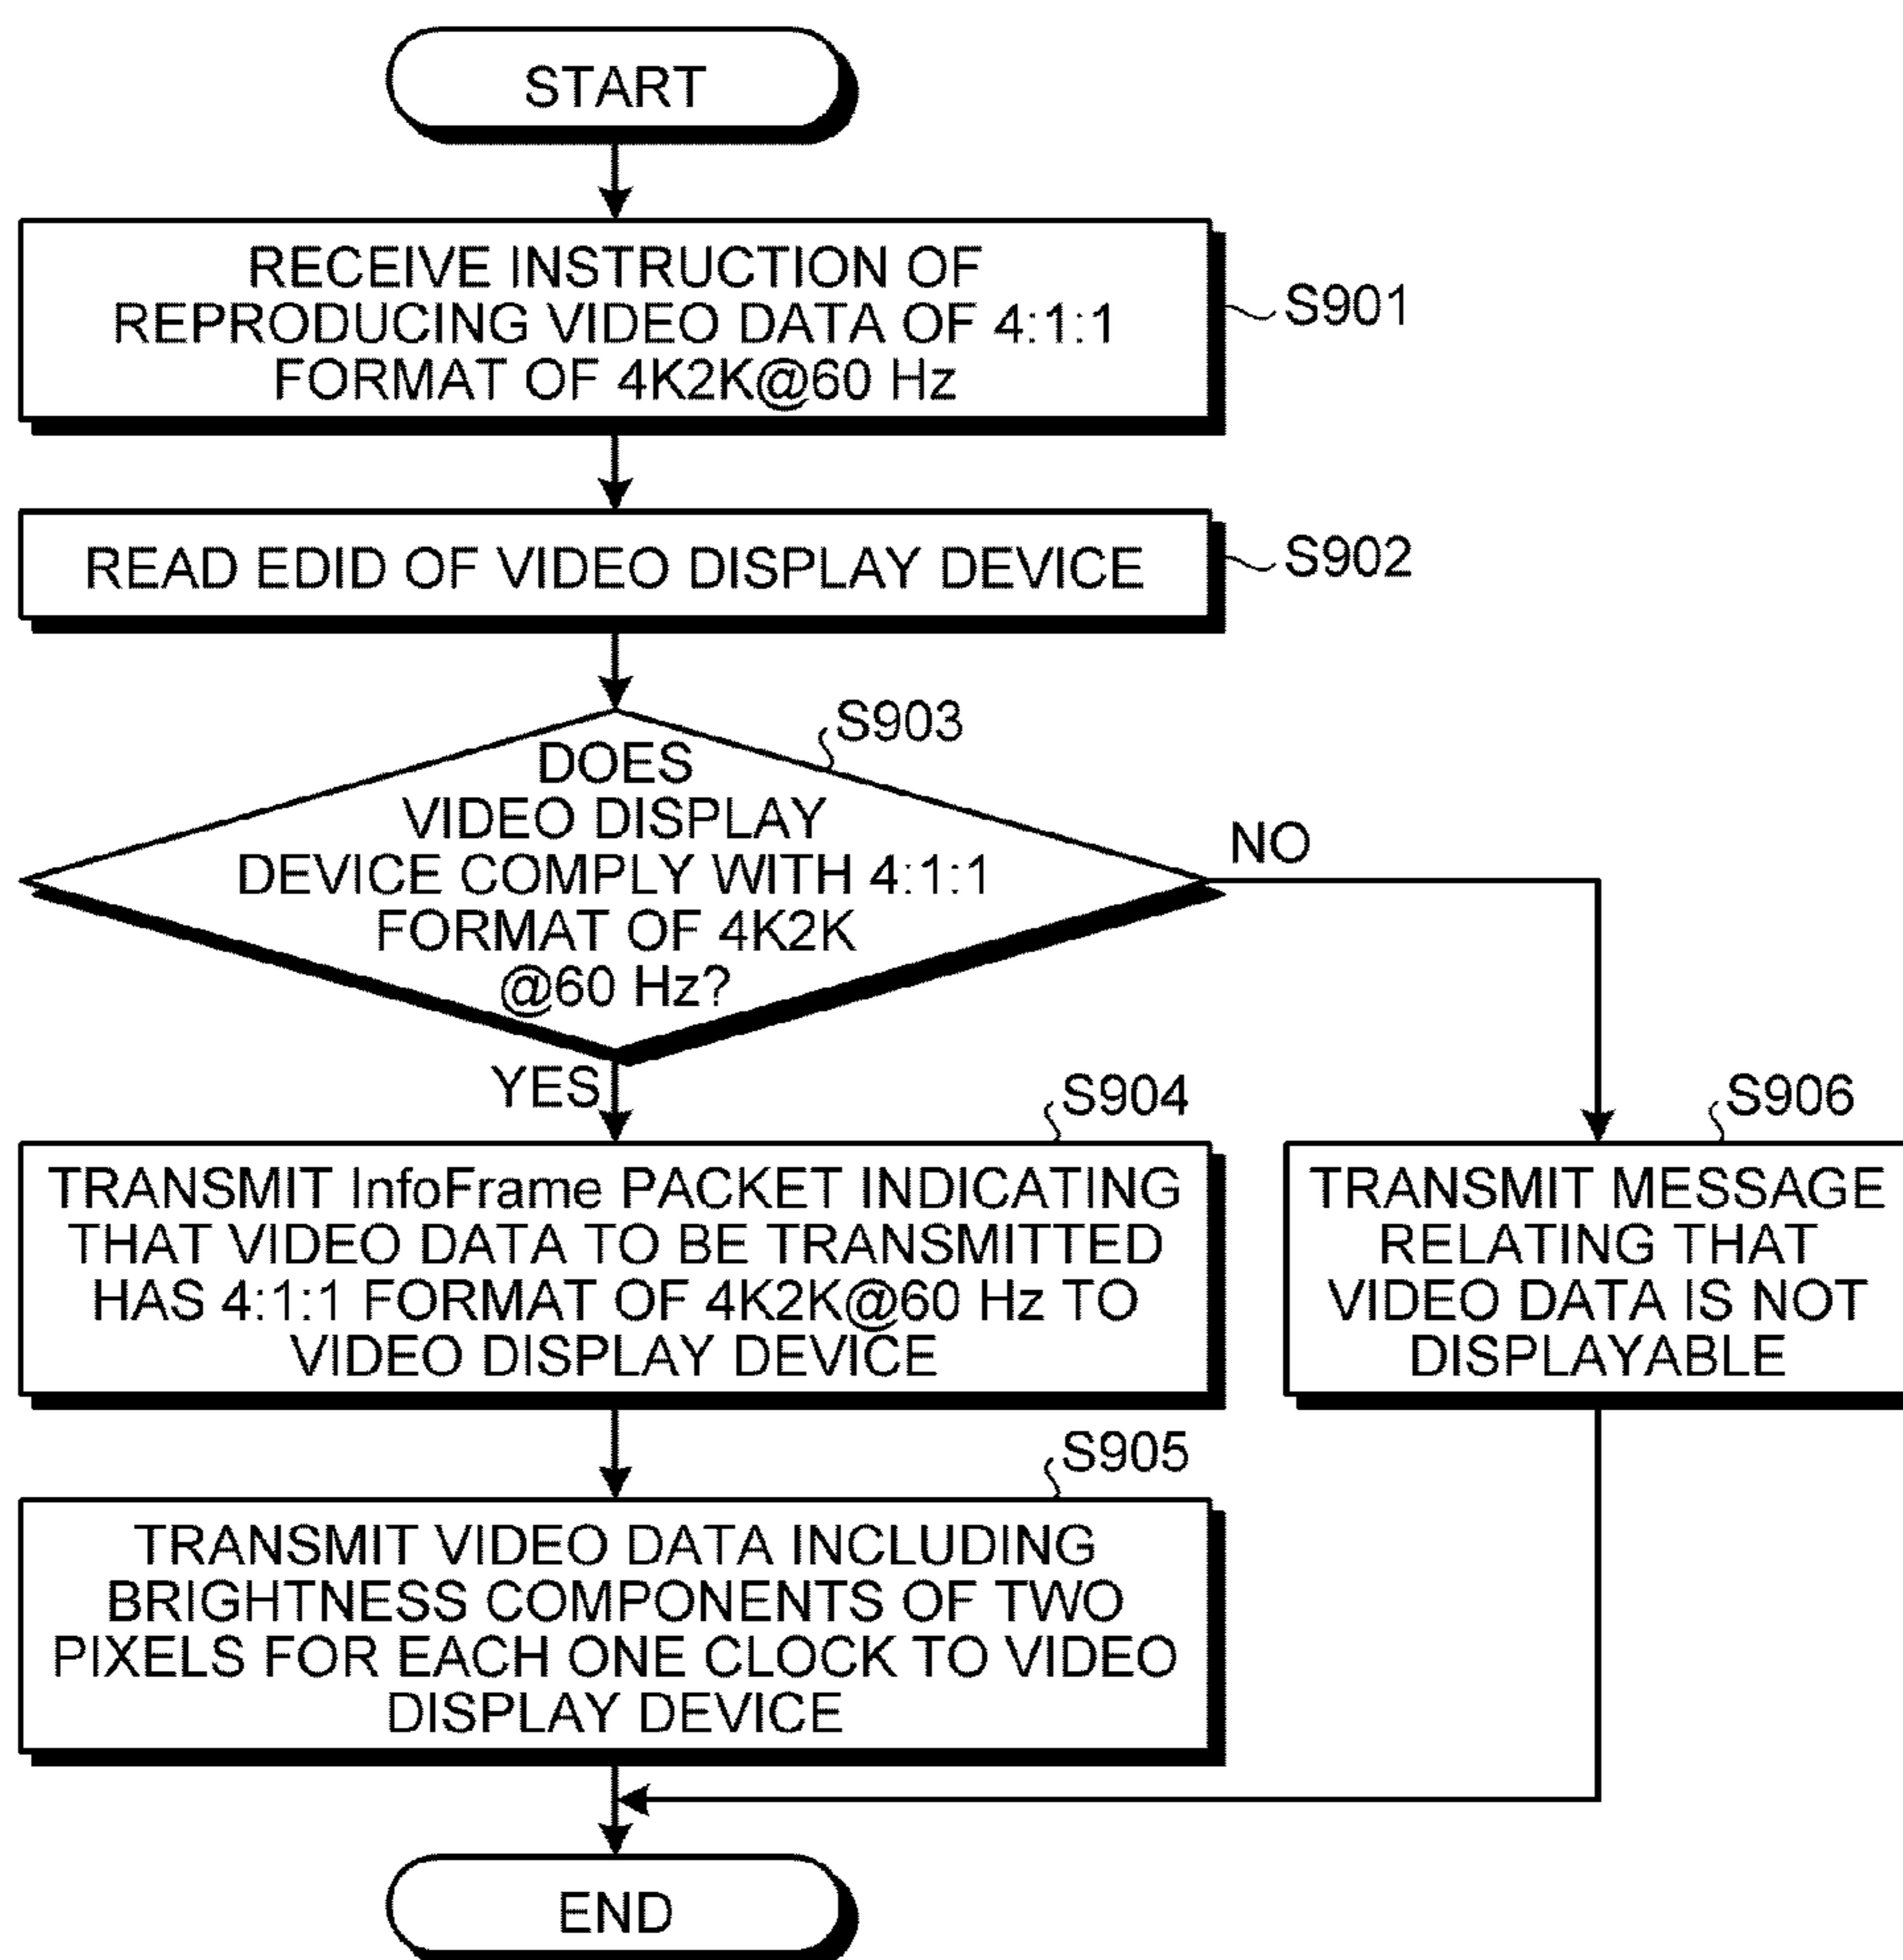 START
RECEIVE INSTRUCTION OF
REPRODUCING VIDEO DATA OF 4:1:1
FORMAT OF 4K2K@60 Hz
S901
READ EDID OF VIDEO DISPLAY DEVICE
S902
S903
DOES
VIDEO DISPLAY
DEVICE COMPLY WITH 4:1:1
FORMAT OF 4K2K
@60 Hz?
NO
YES
S904
TRANSMIT InfoFrame PACKET INDICATING
THAT VIDEO DATA TO BE TRANSMITTED
HAS 4:1:1 FORMAT OF 4K2K@60 Hz TO
VIDEO DISPLAY DEVICE
S906
TRANSMIT MESSAGE
RELATING THAT
VIDEO DATA IS NOT
DISPLAYABLE
S905
TRANSMIT VIDEO DATA INCLUDING
BRIGHTNESS COMPONENTS OF TWO
PIXELS FOR EACH ONE CLOCK TO VIDEO
DISPLAY DEVICE
END